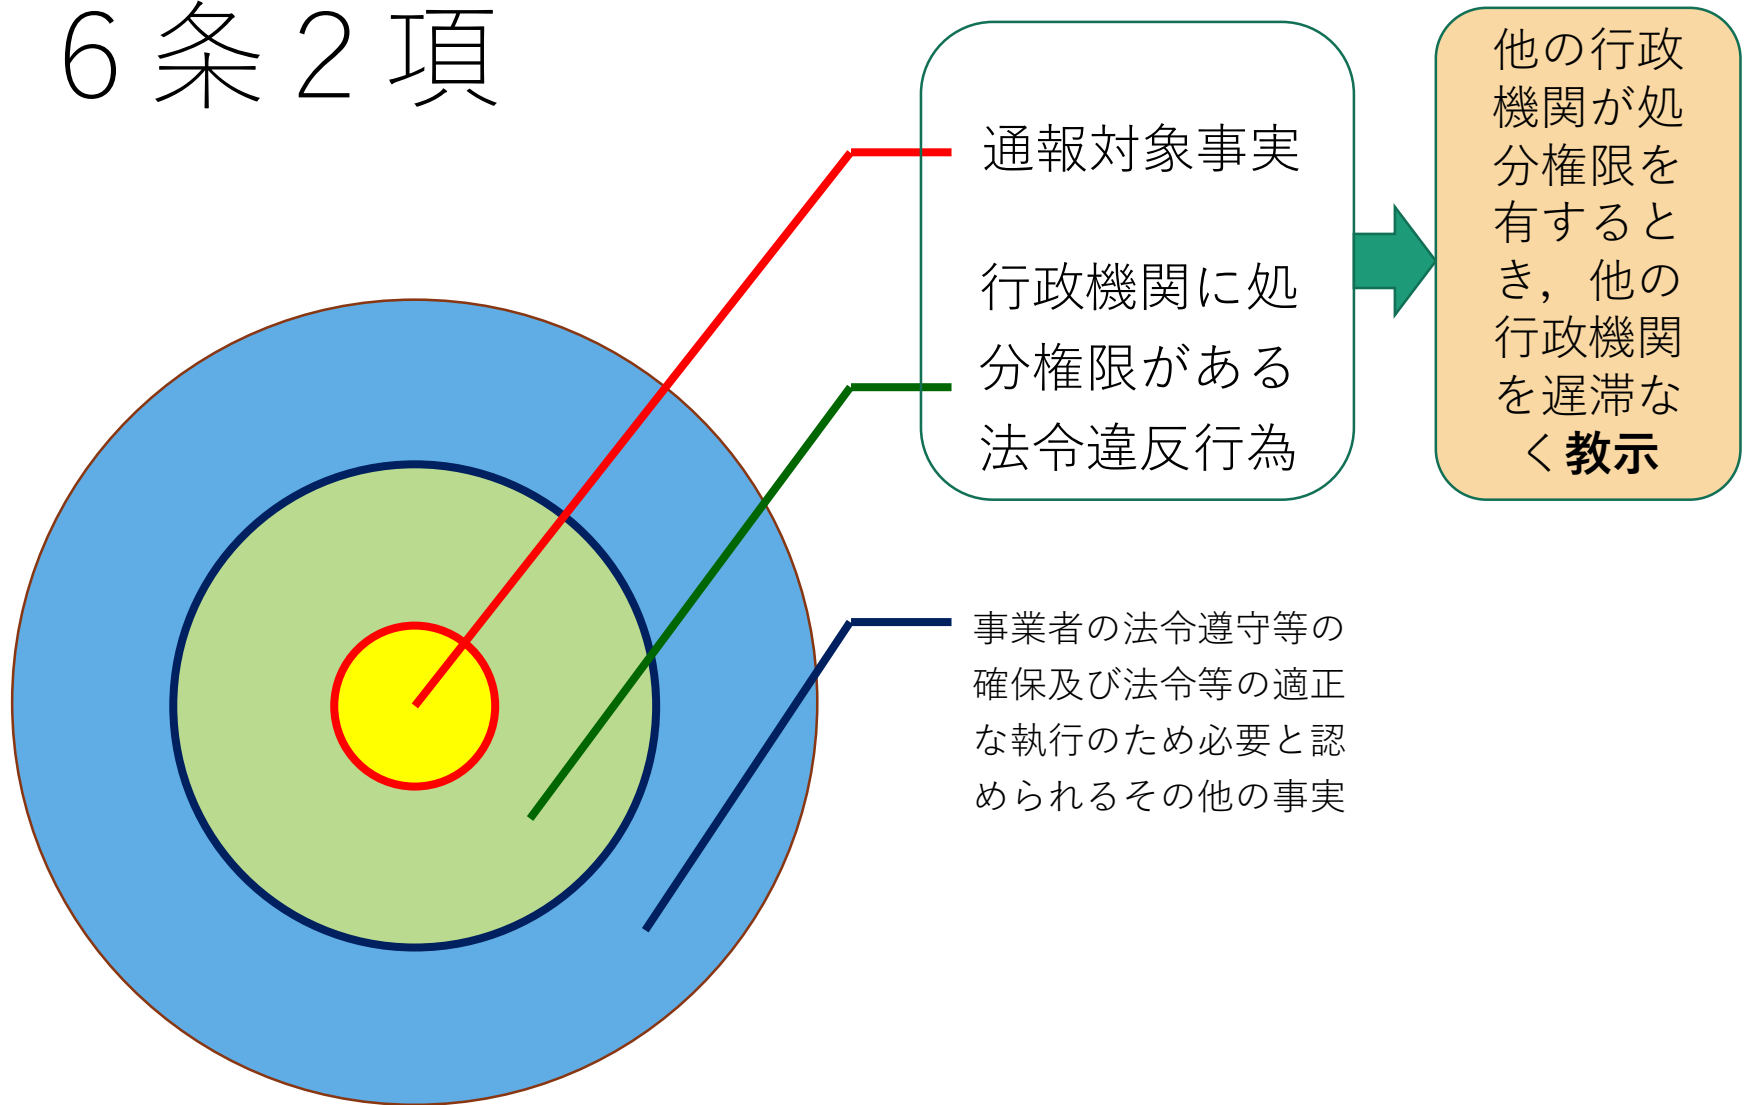 ６条２項
通報対象事実
行政機関に処
分権限がある
法令違反行為
他の行政
機関が処
分権限を
有すると
き，他の
行政機関
を遅滞な
く教示
事業者の法令遵守等の
確保及び法令等の適正
な執行のため必要と認
められるその他の事実